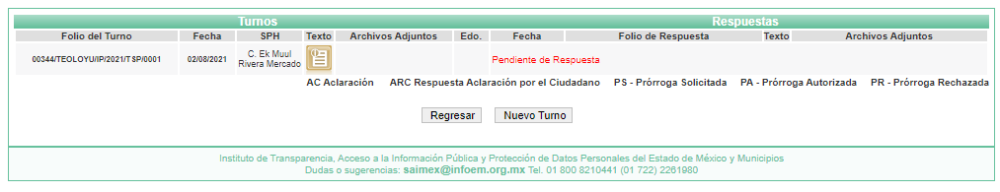 Turnos Respuestas
Folio del Turno Fecha SPH Texto Archivos Adjuntos Edo. Fecha Folio de Respuesta Texto Archivos Adjuntos
00344/TEOLOYU/IP/2021/TSP/0001 02/08/2021 C. Ek Muul
Rivera Mercado
Pendiente de Respuesta
AC Aclaración ARC Respuesta Aclaración por el Ciudadano PS - Prórroga Solicitada PA - Prórroga Autorizada PR - Prórroga Rechazada
Regresar Nuevo Turno
Instituto de Transparencia, Acceso a la Información Pública y Protección de Datos Personales del Estado de México y Municipios
Dudas o sugerencias: saimex@infoem.org.mx Tel. 01 800 8210441 (01 722) 2261980